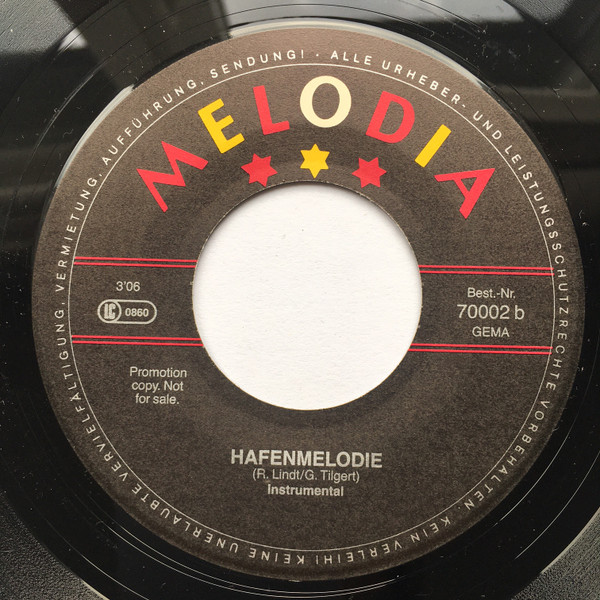 ALLE URHEBER- UND LEISTUNGSSCHUTZRECHTE VORBEHALTEN. KEIN VERLEIH! KEINE UNERLAUBTE VERVIELFÄLTIGUNG, VERMIETUNG, AUFFÜHRUNG, SENDUNG! ·
MELODIA
3'06
LC 0860
Best.-Nr.
70002 b
GEMA
Promotion
copy. Not
for sale.
HAFENMELODIE
(R. Lindt/G. Tilgert)
Instrumental